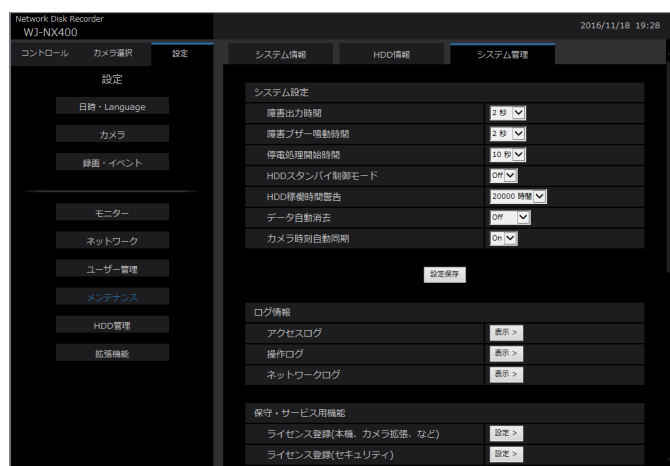 Network Disk Recorder
WJ-NX400
2016/11/18 19:28
コントロール カメラ選択 設定
システム情報 HDD情報 システム管理
設定
日時・Language
カメラ
録画・イベント
モニター
ネットワーク
ユーザー管理
メンテナンス
HDD管理
拡張機能
システム設定
障害出力時間 2 秒
障害ブザー鳴動時間 2 秒
停電処理開始時間 10 秒
HDDスタンバイ制御モード Off
HDD稼働時間警告 20000 時間
データ自動消去 Off
カメラ時刻自動同期 On
設定保存
ログ情報
アクセスログ 表示 >
操作ログ 表示 >
ネットワークログ 表示 >
保守・サービス用機能
ライセンス登録(本機、カメラ拡張、など) 設定 >
ライセンス登録(セキュリティ) 設定 >